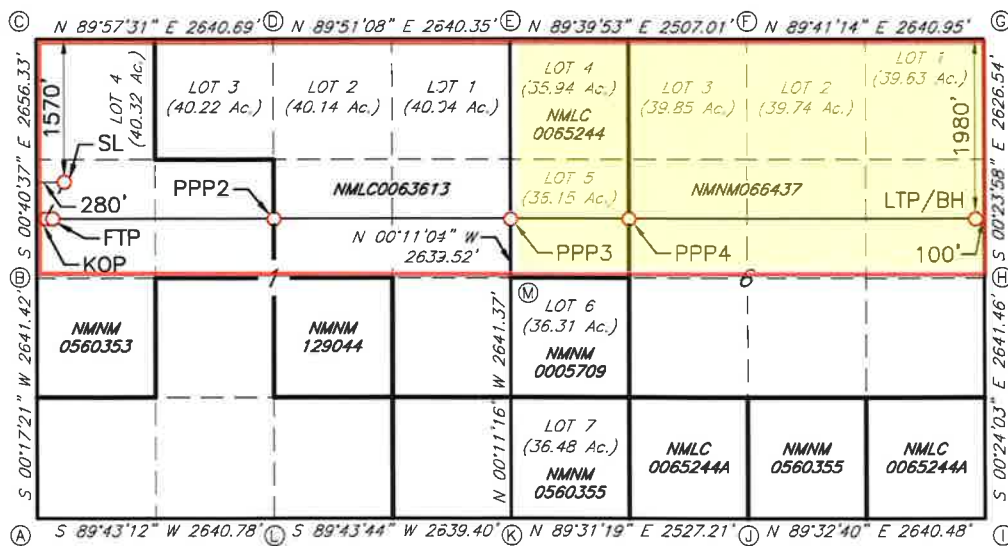 C N 89°57'31" E 2640.69' D N 89°51'08" E 2640.35' E N 89°39'53" E 2507.01' F N 89°41'14" E 2640.95' G
S 00°40'37" E 2656.33'
1570'
LOT 4
(40.32 Ac.)
LOT 3
(40.22 Ac.)
LOT 2
(40.14 Ac.)
LOT 1
(40.04 Ac.)
LOT 4
(35.94 Ac.)
NMLC
0065244
LOT 3
(39.85 Ac.)
LOT 2
(39.74 Ac.)
LOT 1
(39.63 Ac.)
1980'
S 00°23'58" E 2626.54'
SL
280'
PPP2
NMLC0063613
LOT 5
(36.15 Ac.)
NMNM066437
LTP/BH
FTP
KOP
N 00°11'04" W
2639.52'
PPP3
PPP4
100'
B
1
M
6
H
S 00°17'21" W 2641.42'
NMNM
0560353
NMNM
129044
N 00°11'16" W 2641.37'
LOT 6
(36.31 Ac.)
NMNM
0005709
S 00°24'03" E 2641.46'
LOT 7
(36.48 Ac.)
NMNM
0560355
NMLC
0065244A
NMNM
0560355
NMLC
0065244A
A S 89°43'12" W 2640.78' L S 89°43'44" W 2639.40' K N 89°31'19" E 2527.21' J N 89°32'40" E 2640.48' I